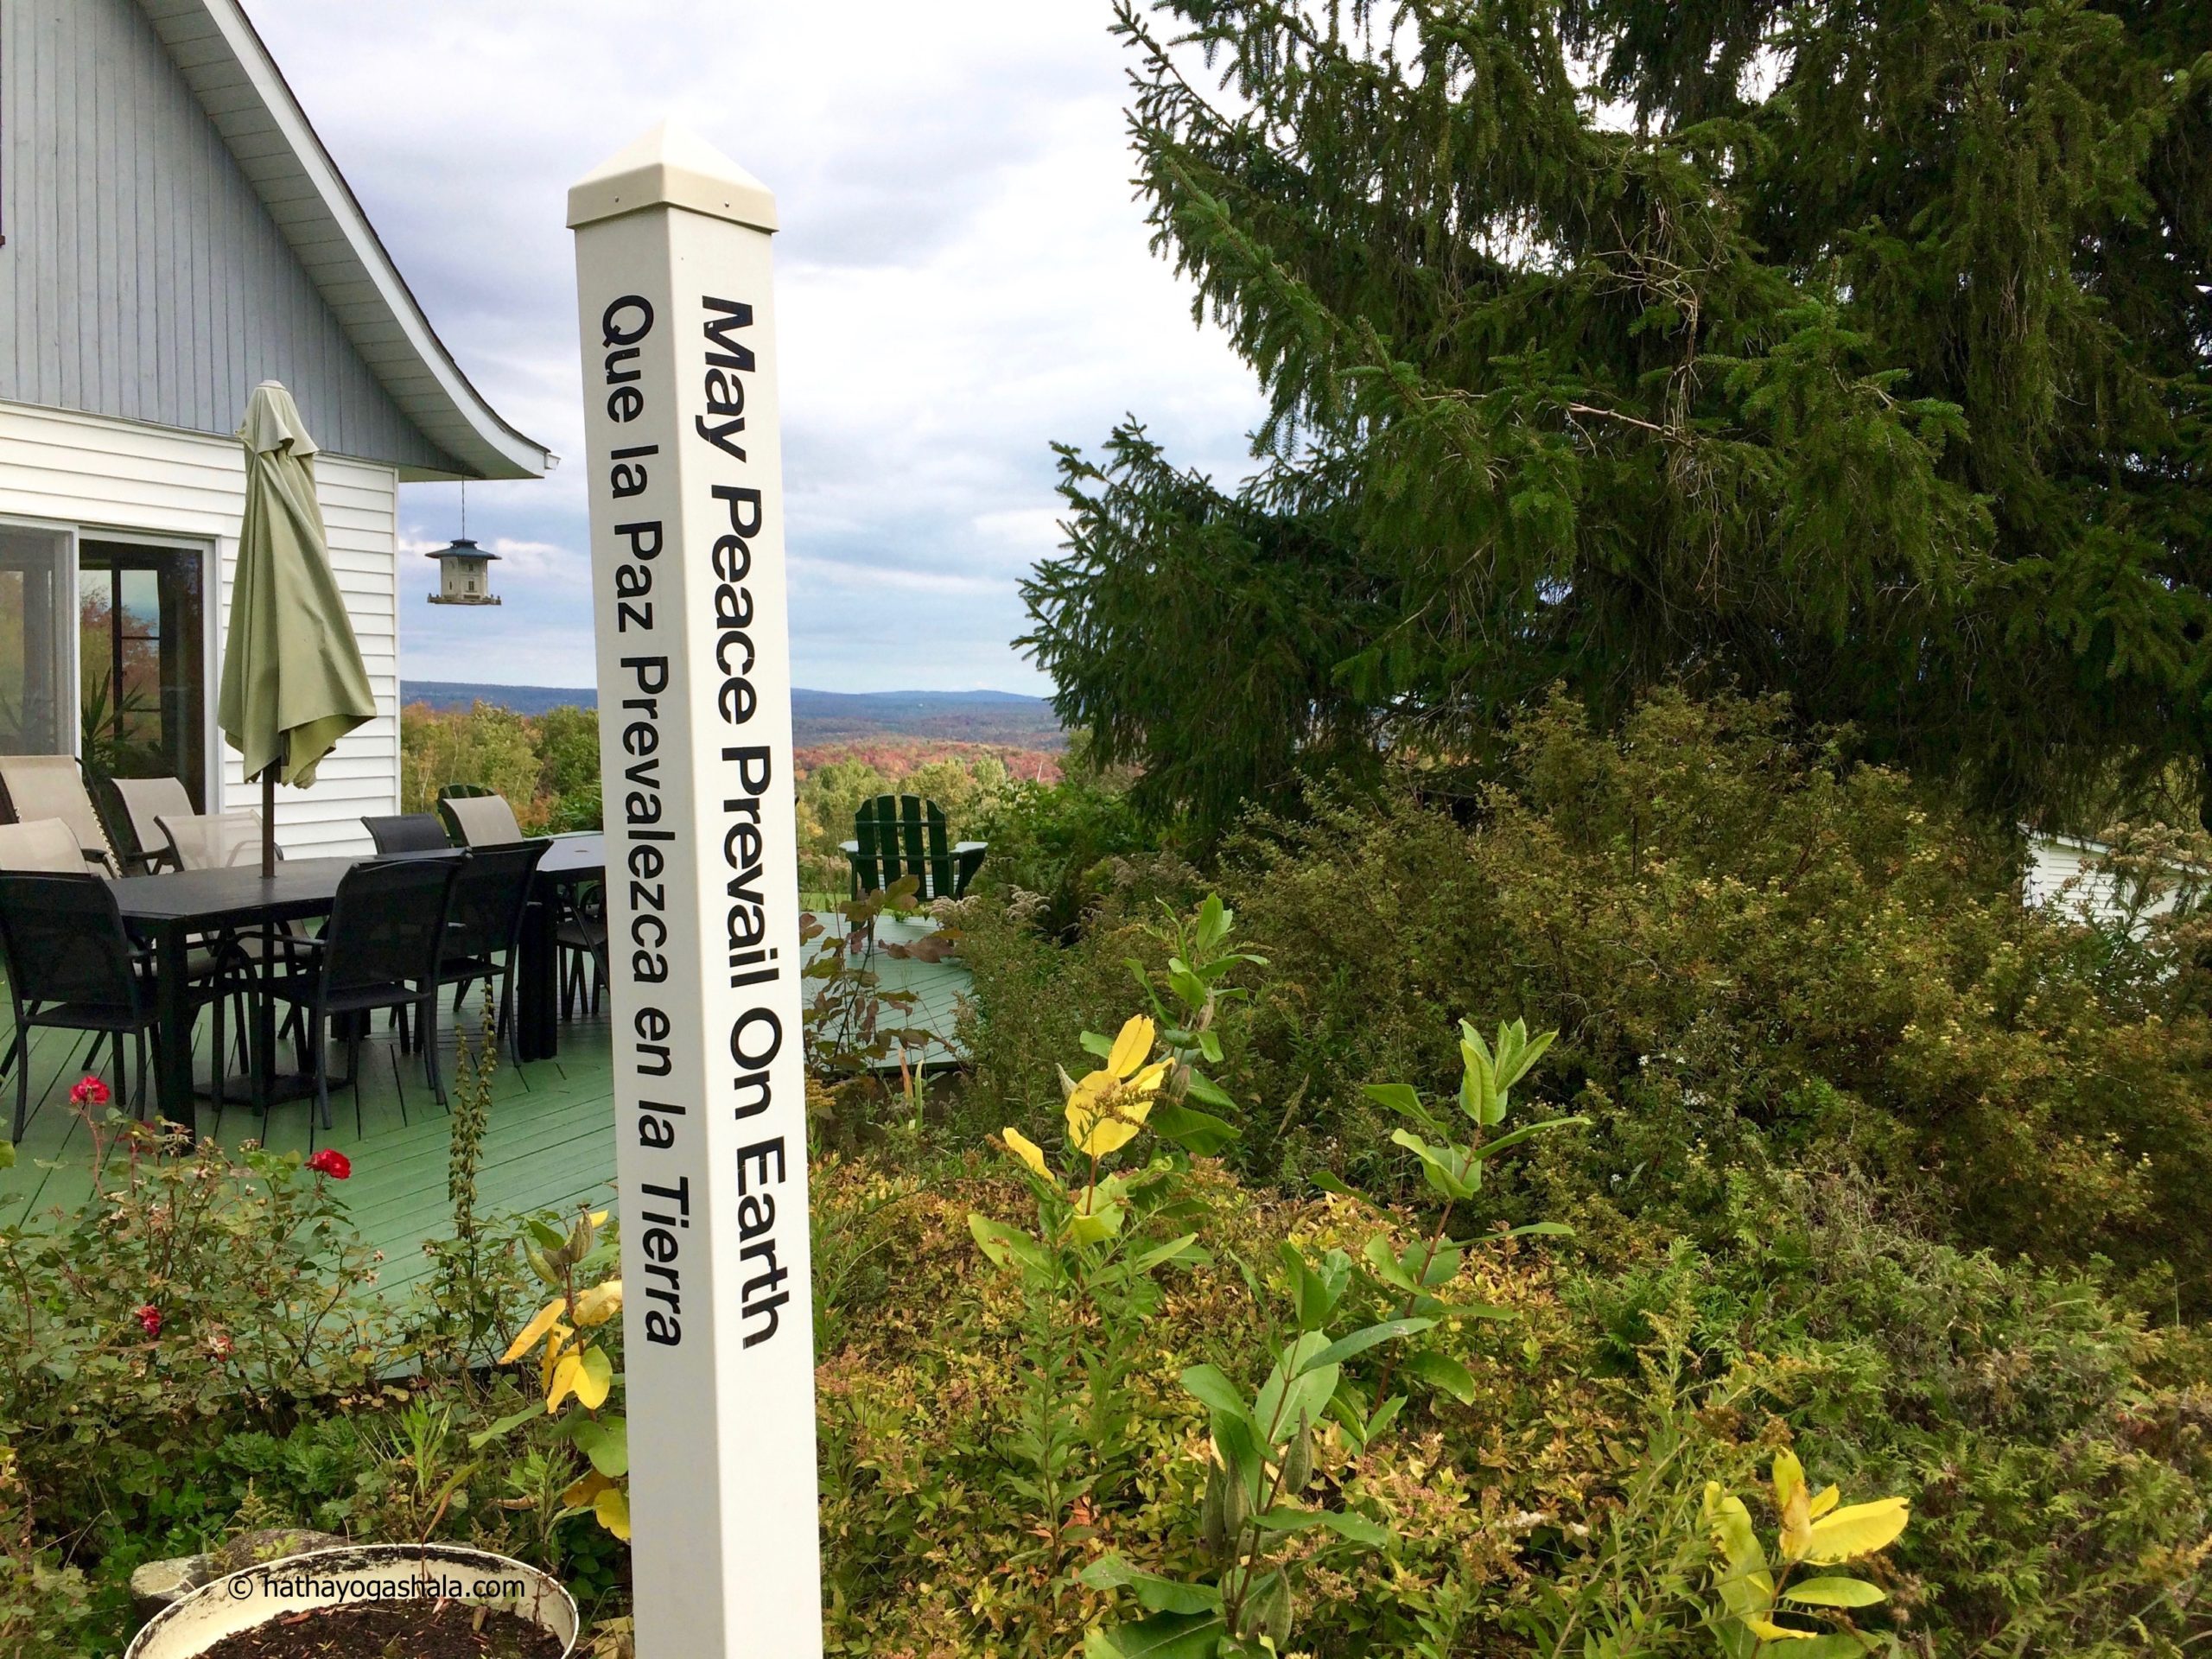 Que la Paz Prevalezca en la Tierra
May Peace Prevail On Earth
© hathayogashala.com